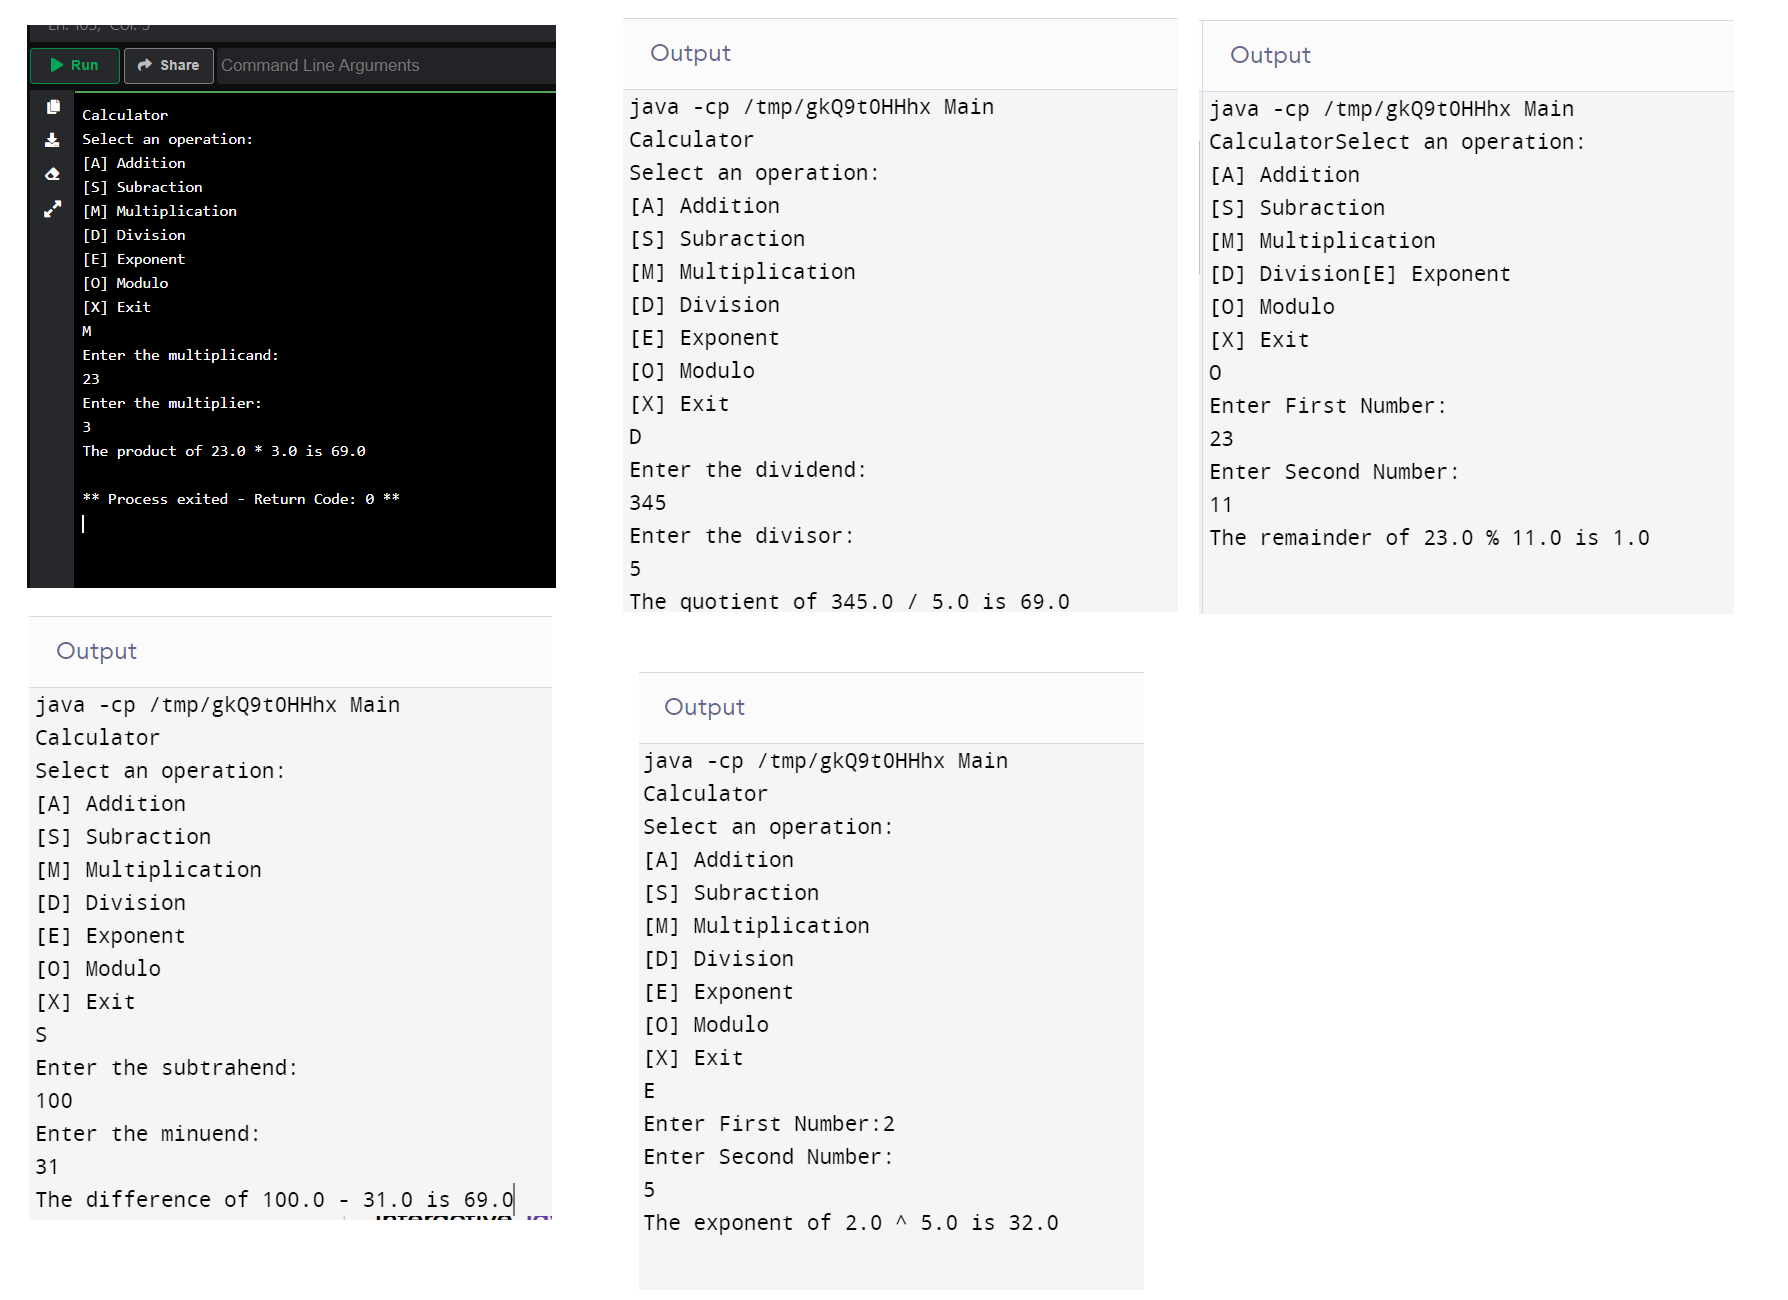 Ln: 105, Col: 3
Run Share Command Line Arguments
Calculator
Select an operation:
[A] Addition
[S] Subraction
[M] Multiplication
[D] Division
[E] Exponent
[O] Modulo
[X] Exit
M
Enter the multiplicand:
23
Enter the multiplier:
3
The product of 23.0 * 3.0 is 69.0
** Process exited - Return Code: 0 **
Output
java -cp /tmp/gkQ9tOHHhx Main
Calculator
Select an operation:
[A] Addition
[S] Subraction
[M] Multiplication
[D] Division
[E] Exponent
[O] Modulo
[X] Exit
D
Enter the dividend:
345
Enter the divisor:
5
The quotient of 345.0 / 5.0 is 69.0
Output
java -cp /tmp/gkQ9tOHHhx Main
CalculatorSelect an operation:
[A] Addition
[S] Subraction
[M] Multiplication
[D] Division[E] Exponent
[O] Modulo
[X] Exit
O
Enter First Number:
23
Enter Second Number:
11
The remainder of 23.0 % 11.0 is 1.0
Output
java -cp /tmp/gkQ9tOHHhx Main
Calculator
Select an operation:
[A] Addition
[S] Subraction
[M] Multiplication
[D] Division
[E] Exponent
[O] Modulo
[X] Exit
S
Enter the subtrahend:
100
Enter the minuend:
31
The difference of 100.0 - 31.0 is 69.0
Output
java -cp /tmp/gkQ9tOHHhx Main
Calculator
Select an operation:
[A] Addition
[S] Subraction
[M] Multiplication
[D] Division
[E] Exponent
[O] Modulo
[X] Exit
E
Enter First Number:2
Enter Second Number:
5
The exponent of 2.0 ^ 5.0 is 32.0